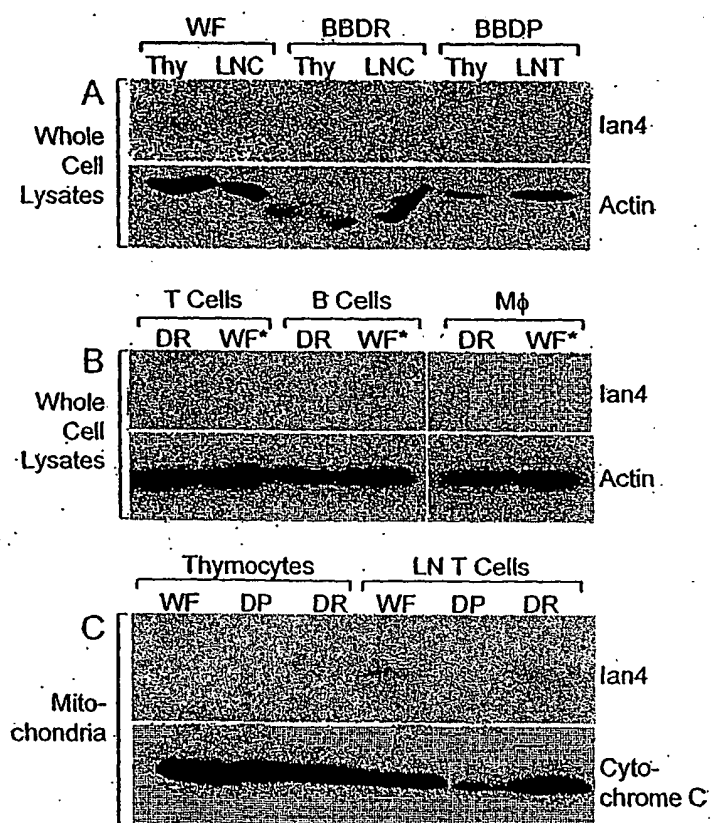 WF BBDR BBDP
Thy LNC Thy LNC Thy LNT
A
Whole
Cell
Lysates
Ian4
Actin
T Cells B Cells Mϕ
DR WF* DR WF* DR WF*
B
Whole
Cell
Lysates
Ian4
Actin
Thymocytes LN T Cells
WF DP DR WF DP DR
C
Mito-
chondria
Ian4
Cyto-
chrome C